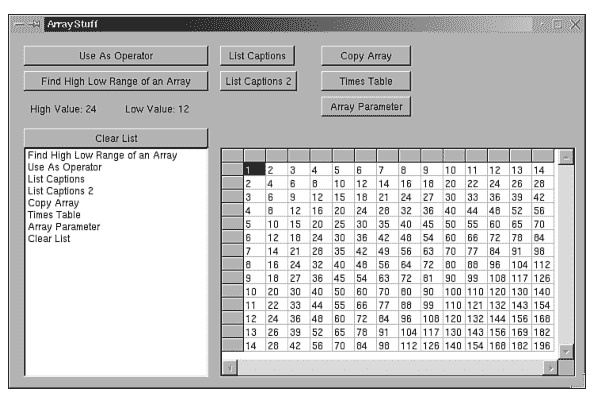 ArrayStuff
Use As Operator
List Captions
Copy Array
Find High Low Range of an Array
List Captions 2
Times Table
High Value: 24 Low Value: 12
Array Parameter
Clear List
Find High Low Range of an Array
Use As Operator
List Captions
List Captions 2
Copy Array
Times Table
Array Parameter
Clear List
1 2 3 4 5 6 7 8 9 10 11 12 13 14
2 4 6 8 10 12 14 16 18 20 22 24 26 28
3 6 9 12 15 18 21 24 27 30 33 36 39 42
4 8 12 16 20 24 28 32 36 40 44 48 52 56
5 10 15 20 25 30 35 40 45 50 55 60 65 70
6 12 18 24 30 36 42 48 54 60 66 72 78 84
7 14 21 28 35 42 49 56 63 70 77 84 91 98
8 16 24 32 40 48 56 64 72 80 88 96 104 112
9 18 27 36 45 54 63 72 81 90 99 108 117 126
10 20 30 40 50 60 70 80 90 100 110 120 130 140
11 22 33 44 55 66 77 88 99 110 121 132 143 154
12 24 36 48 60 72 84 96 108 120 132 144 156 168
13 26 39 52 65 78 91 104 117 130 143 156 169 182
14 28 42 56 70 84 98 112 126 140 154 168 182 196